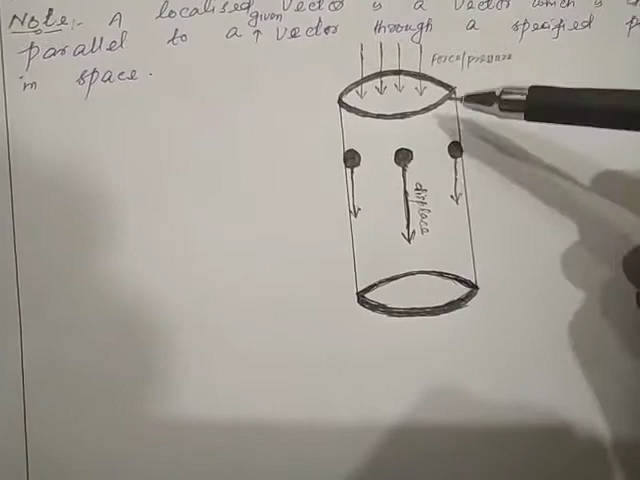 Note:- A localised vector is a vector which is
parallel to a given vector through a specified
in space.
Force/pressure
displace